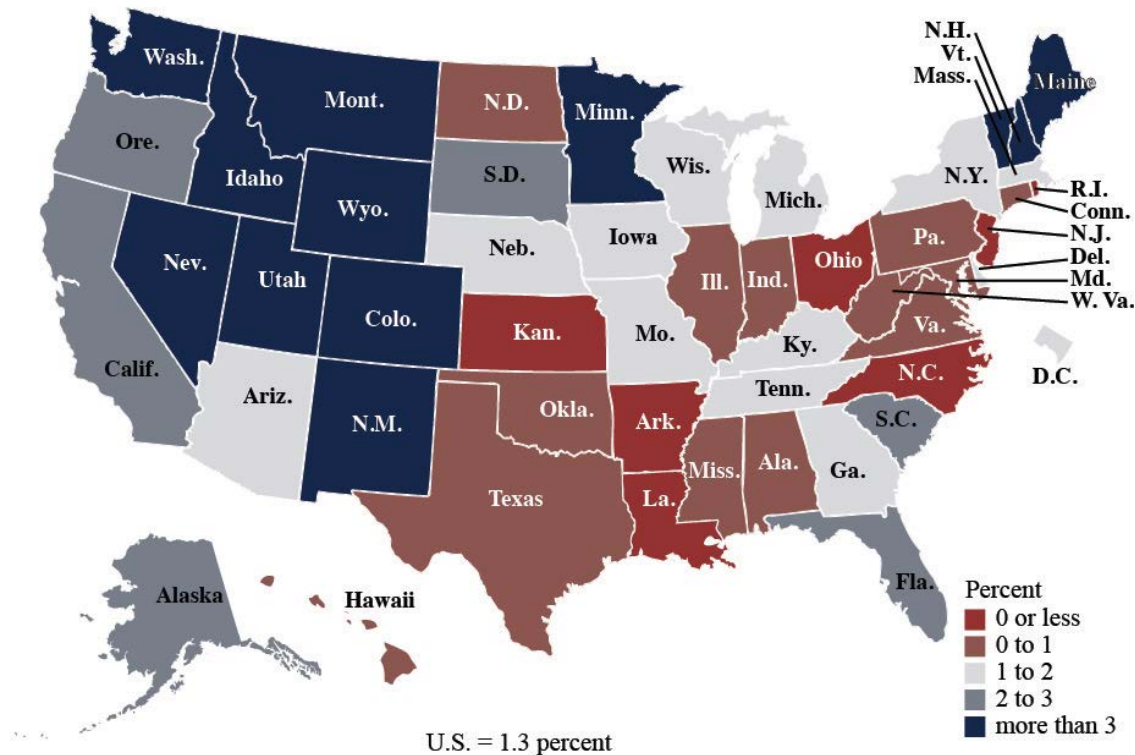 N.H.
Vt.
Mass.
Maine
Wash.
Mont.
N.D.
Minn.
Ore.
Idaho
S.D.
Wis.
Mich.
N.Y.
R.I.
Conn.
N.J.
Del.
Md.
W. Va.
Wyo.
Neb.
Iowa
Pa.
Nev.
Utah
Colo.
Ill.
Ind.
Ohio
Kan.
Mo.
Ky.
Va.
Calif.
Ariz.
N.M.
Okla.
Ark.
Tenn.
N.C.
D.C.
S.C.
Texas
La.
Miss.
Ala.
Ga.
Fla.
Alaska
Hawaii
Percent
0 or less
0 to 1
1 to 2
2 to 3
more than 3
U.S. = 1.3 percent